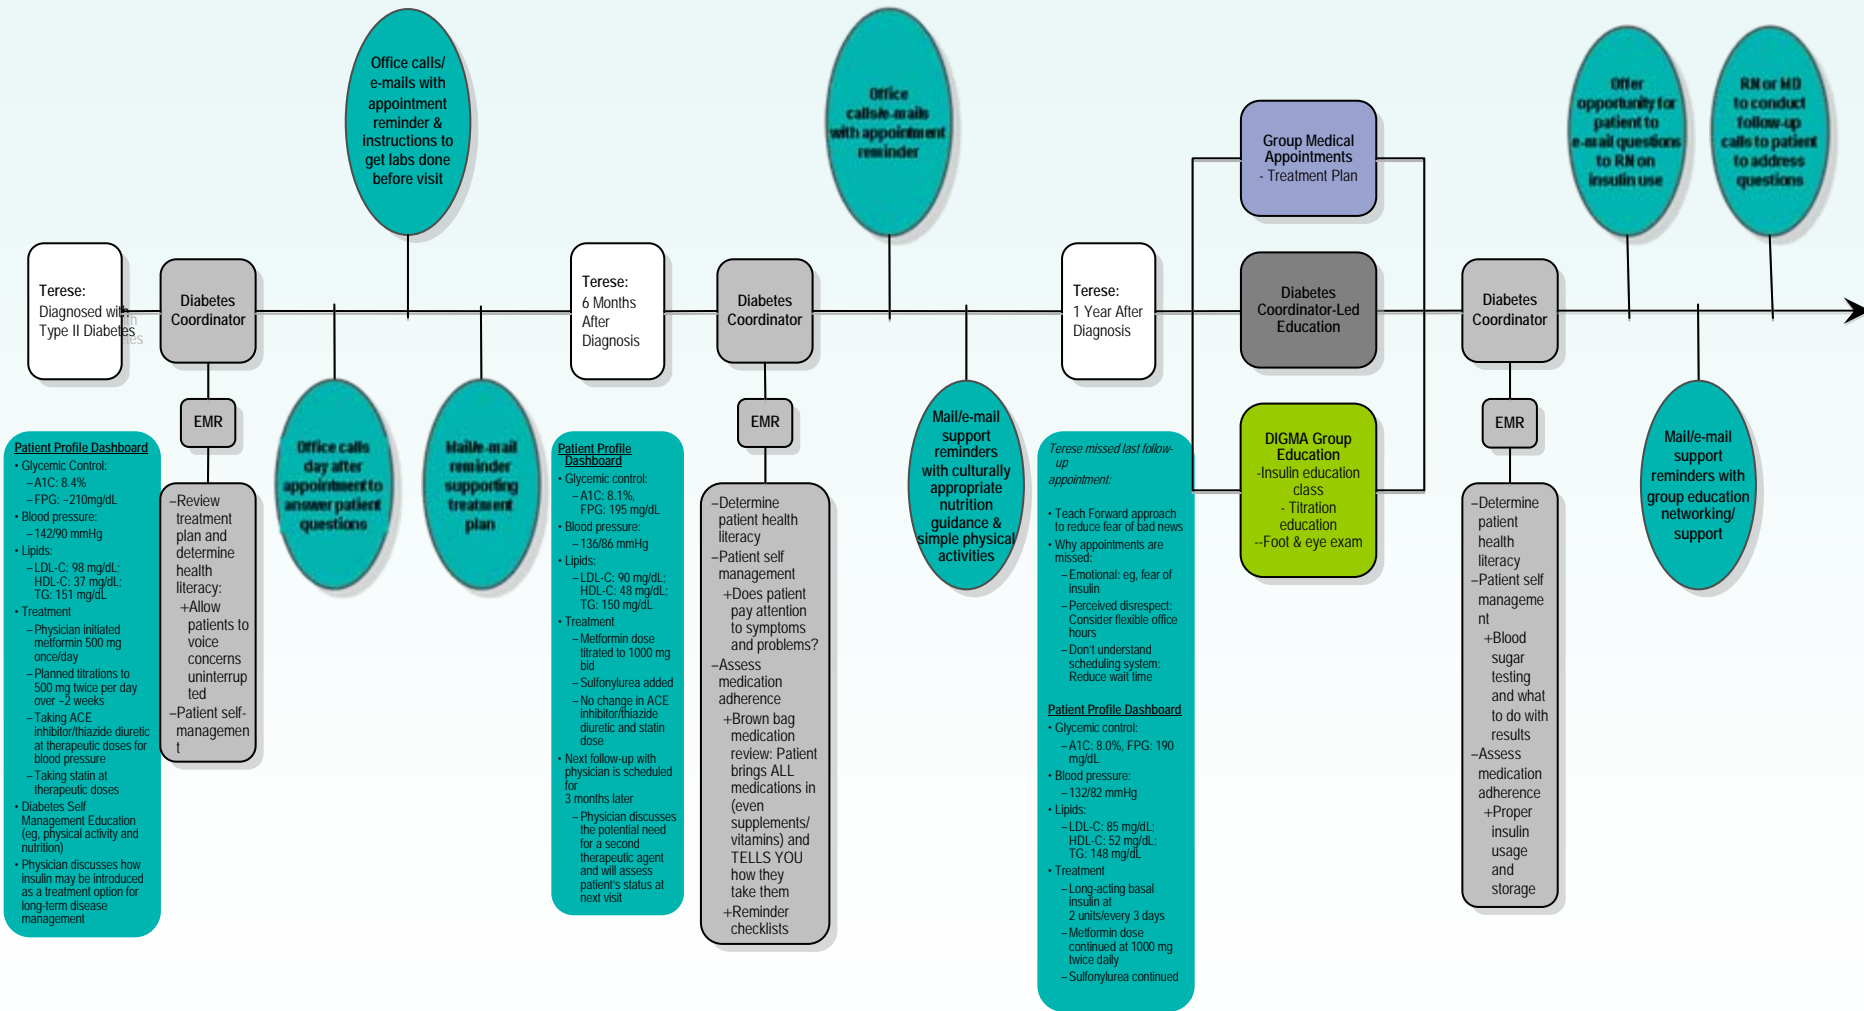 Office calls/
e-mails with
appointment
reminder &
instructions to
get labs done
before visit
Office
calls/e-mails
with appointment
reminder
Offer
opportunity for
patient to
e-mail questions
to RN on
insulin use
RN or MD
to conduct
follow-up
calls to patient
to address
questions
Group Medical
Appointments
- Treatment Plan
Terese:
Diagnosed with
Type II Diabetes
Diabetes
Coordinator
Terese:
6 Months
After
Diagnosis
Diabetes
Coordinator
Terese:
1 Year After
Diagnosis
Diabetes
Coordinator-Led
Education
Diabetes
Coordinator
EMR
EMR
EMR
Office calls
day after
appointment to
answer patient
questions
Mail/e-mail
reminder
supporting
treatment
plan
Mail/e-mail
support
reminders
with culturally
appropriate
nutrition
guidance &
simple physical
activities
DIGMA Group
Education
-Insulin education
class
- Titration
education
--Foot & eye exam
Mail/e-mail
support
reminders with
group education
networking/
support
Patient Profile Dashboard
• Glycemic Control:
– A1C: 8.4%
– FPG: ~210mg/dL
• Blood pressure:
– 142/90 mmHg
• Lipids:
– LDL-C: 98 mg/dL;
HDL-C: 37 mg/dL;
TG: 151 mg/dL
• Treatment
– Physician initiated
metformin 500 mg
once/day
– Planned titrations to
500 mg twice per day
over ~2 weeks
– Taking ACE
inhibitor/thiazide diuretic
at therapeutic doses for
blood pressure
– Taking statin at
therapeutic doses
• Diabetes Self
Management Education
(eg, physical activity and
nutrition)
• Physician discusses how
insulin may be introduced
as a treatment option for
long-term disease
management
–Review
treatment
plan and
determine
health
literacy:
+Allow
patients to
voice
concerns
uninterrup
ted
–Patient self-
managemen
t
Patient Profile
Dashboard
• Glycemic control:
– A1C: 8.1%,
FPG: 195 mg/dL
• Blood pressure:
– 136/86 mmHg
• Lipids:
– LDL-C: 90 mg/dL;
HDL-C: 48 mg/dL;
TG: 150 mg/dL
• Treatment
– Metformin dose
titrated to 1000 mg
bid
– Sulfonylurea added
– No change in ACE
inhibitor/thiazide
diuretic and statin
dose
• Next follow-up with
physician is scheduled
for
3 months later
– Physician discusses
the potential need
for a second
therapeutic agent
and will assess
patient's status at
next visit
–Determine
patient health
literacy
–Patient self
management
+Does patient
pay attention
to symptoms
and problems?
–Assess
medication
adherence
+Brown bag
medication
review: Patient
brings ALL
medications in
(even
supplements/
vitamins) and
TELLS YOU
how they
take them
+Reminder
checklists
Terese missed last follow-
up
appointment:
• Teach Forward approach
to reduce fear of bad news
• Why appointments are
missed:
– Emotional: eg, fear of
insulin
– Perceived disrespect:
Consider flexible office
hours
– Don't understand
scheduling system:
Reduce wait time
Patient Profile Dashboard
• Glycemic control:
– A1C: 8.0%, FPG: 190
mg/dL
• Blood pressure:
– 132/82 mmHg
• Lipids:
– LDL-C: 85 mg/dL;
HDL-C: 52 mg/dL;
TG: 148 mg/dL
• Treatment
– Long-acting basal
insulin at
2 units/every 3 days
– Metformin dose
continued at 1000 mg
twice daily
– Sulfonylurea continued
–Determine
patient
health
literacy
–Patient self
manageme
nt
+Blood
sugar
testing
and what
to do with
results
–Assess
medication
adherence
+Proper
insulin
usage
and
storage